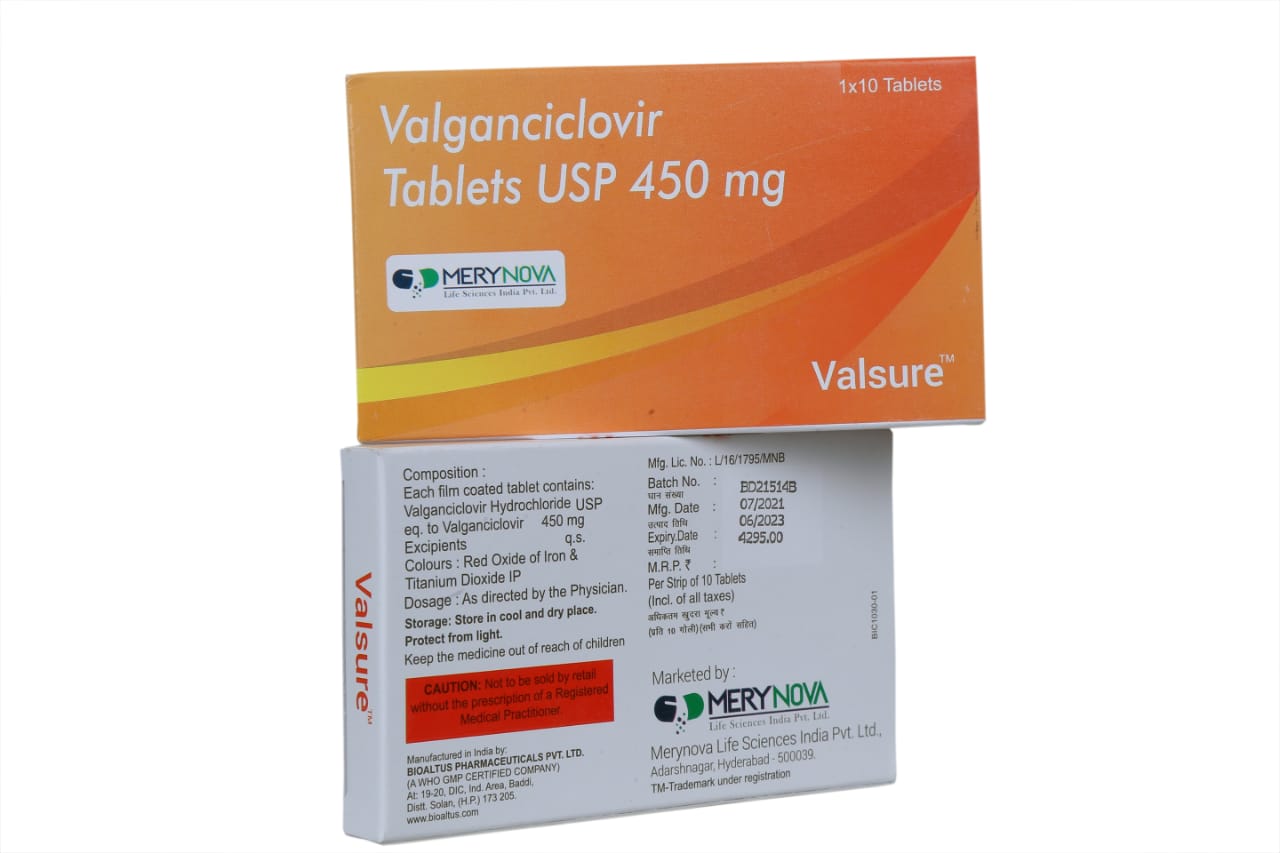 1x10 Tablets
Valganciclovir
Tablets USP 450 mg
MERYNOVA
Life Sciences India Pvt. Ltd.
Valsure™
Valsure™
Composition :
Each film coated tablet contains:
Valganciclovir Hydrochloride USP
eq. to Valganciclovir 450 mg
Excipients q.s.
Colours : Red Oxide of Iron &
Titanium Dioxide IP
Dosage : As directed by the Physician.
Storage: Store in cool and dry place.
Protect from light.
Keep the medicine out of reach of children
CAUTION: Not to be sold by retail
without the prescription of a Registered
Medical Practitioner.
Manufactured in India by:
BIOALTUS PHARMACEUTICALS PVT. LTD.
(A WHO GMP CERTIFIED COMPANY)
At: 19-20, DIC, Ind. Area, Baddi,
Distt. Solan, (H.P.) 173 205.
www.bioaltus.com
Mfg. Lic. No. : L/16/1795/MNB
Batch No. : BD21514B
घान संख्या
Mfg. Date : 07/2021
उत्पाद तिथि
Expiry.Date : 06/2023
समाप्ति तिथि
M.R.P. ₹ : 4295.00
Per Strip of 10 Tablets
(Incl. of all taxes)
अधिकतम खुदरा मूल्य ₹
(प्रति 10 गोली) (सभी करों सहित)
BIC1030-01
Marketed by :
MERYNOVA
Life Sciences India Pvt. Ltd.
Merynova Life Sciences India Pvt. Ltd.,
Adarshnagar, Hyderabad - 500039.
TM-Trademark under registration